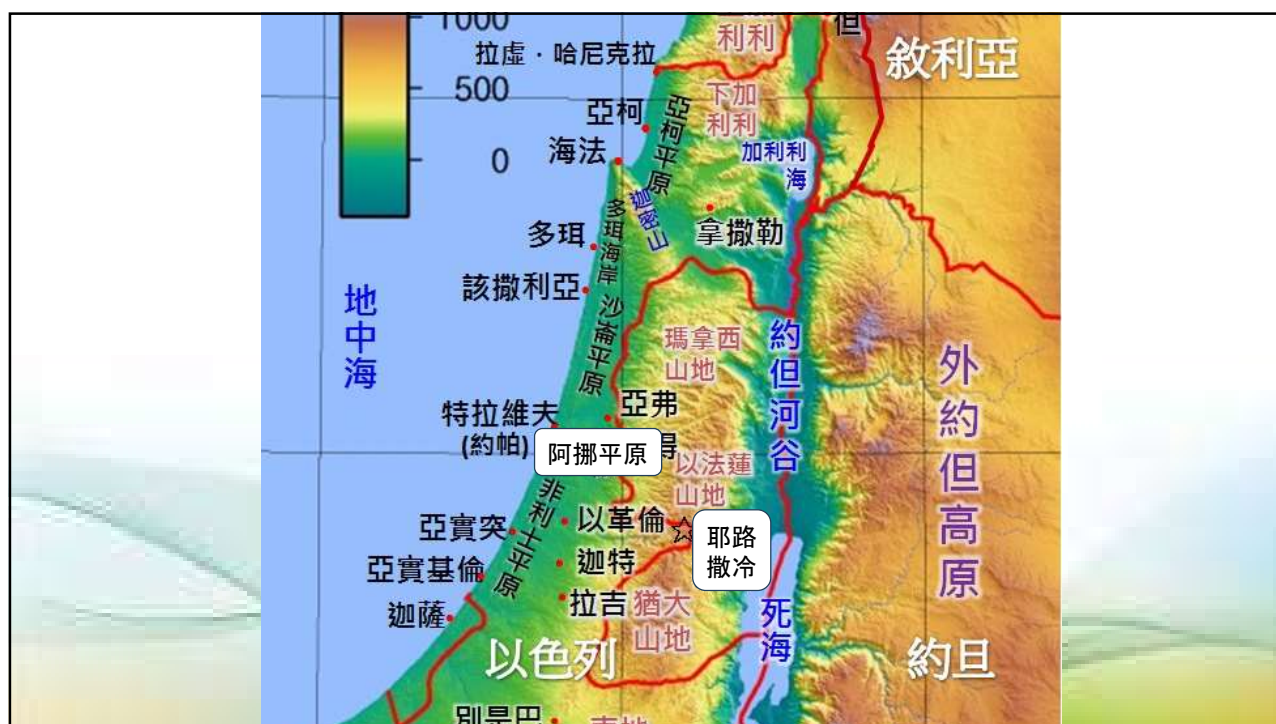 1000
500
0
利利
但
敘利亞
拉虛．哈尼克拉
下加
利利
亞柯
亞柯平原
海法
加利利
海
山密道
多珥海岸
拿撒勒
多珥
該撒利亞
沙崙平原
地中海
瑪拿西
山地
約但河谷
外約但高原
特拉維夫
(約帕)
亞弗
阿挪平原
得
以法蓮
山地
非利士平原
亞實突
以革倫
耶路
撒冷
亞實基倫
迦特
迦薩
拉吉
猶大
山地
死海
以色列
約旦
別是巴